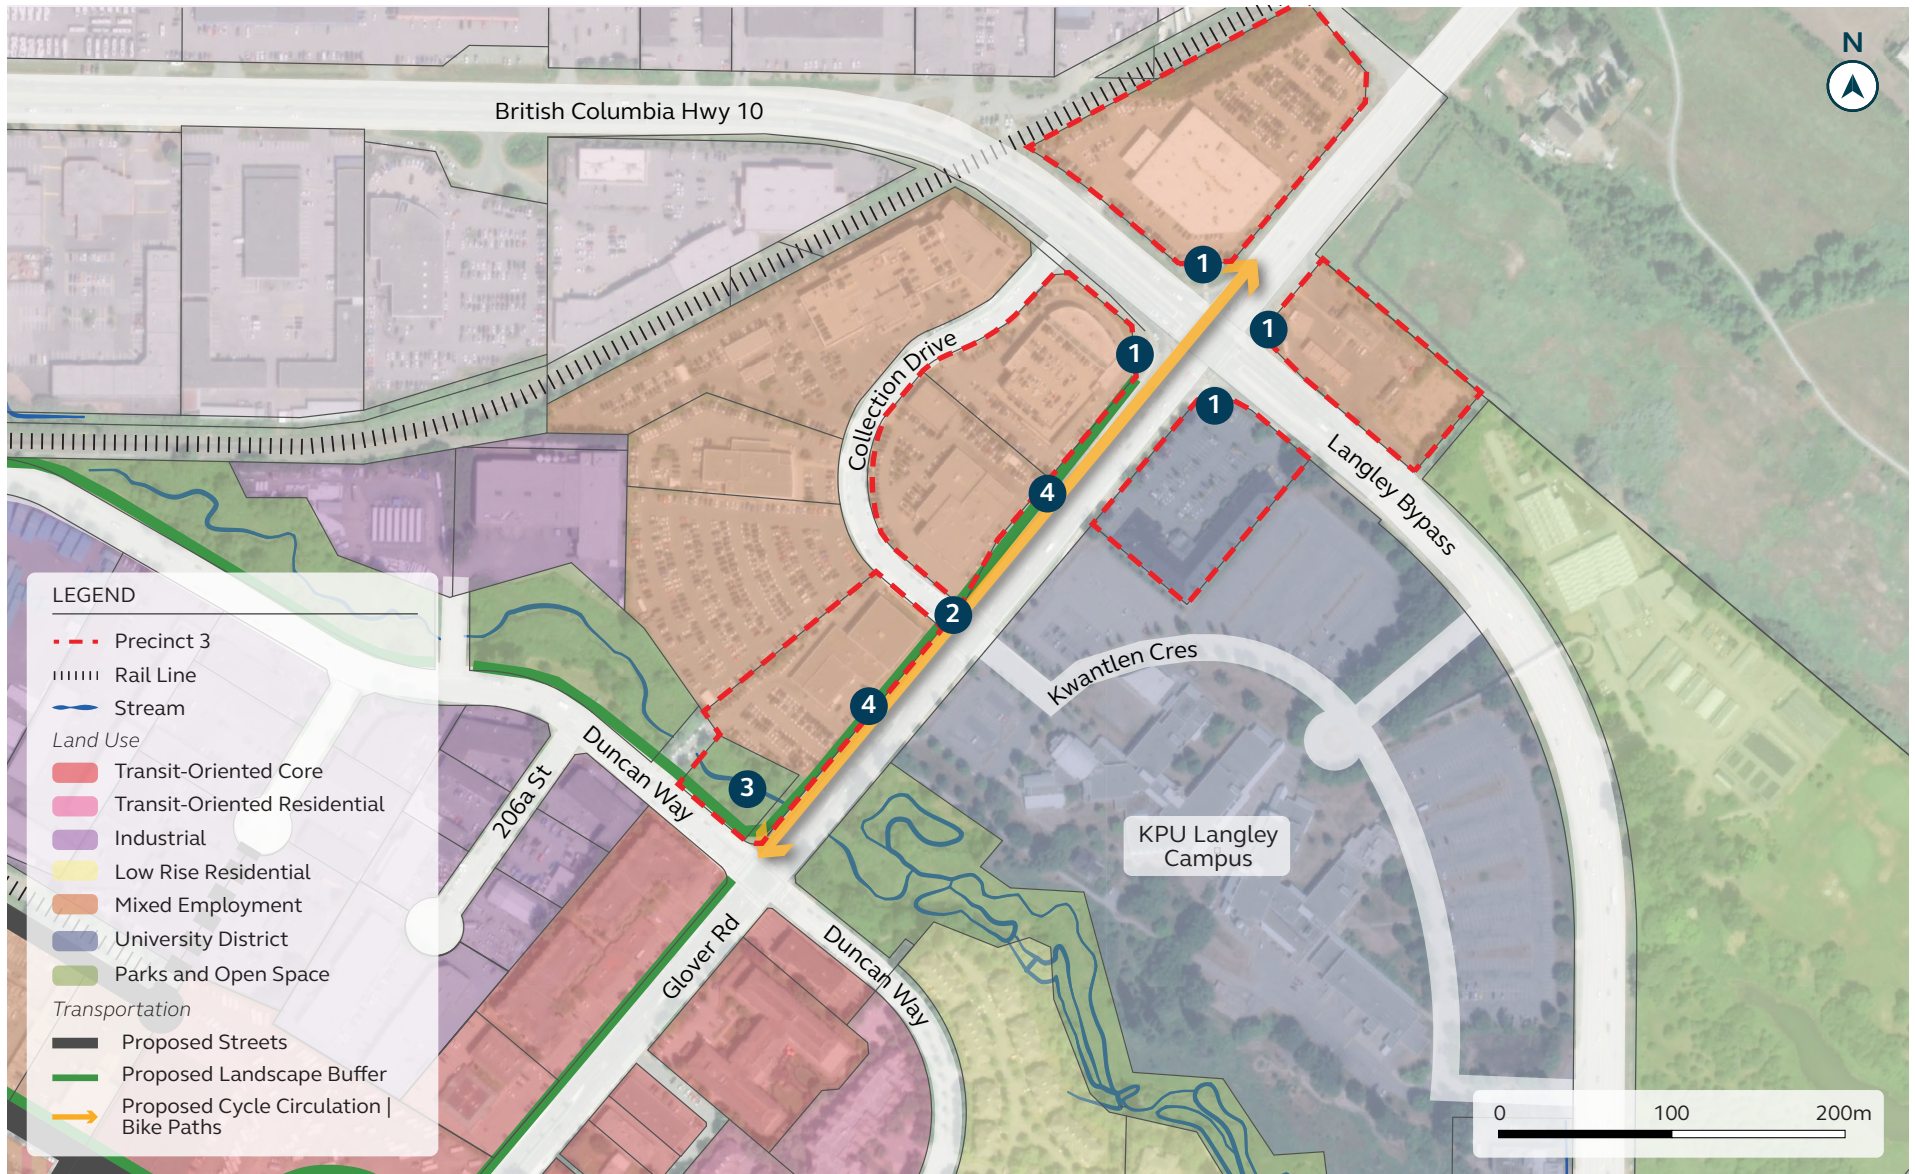 N
British Columbia Hwy 10
1
1
1
1
Collection Drive
Langley Bypass
4
2
Kwantlen Cres
4
3
Duncan Way
206a St
KPU Langley
Campus
Glover Rd
Duncan Way
LEGEND
Precinct 3
Rail Line
Stream
Land Use
Transit-Oriented Core
Transit-Oriented Residential
Industrial
Low Rise Residential
Mixed Employment
University District
Parks and Open Space
Transportation
Proposed Streets
Proposed Landscape Buffer
Proposed Cycle Circulation |
Bike Paths
0 100 200m